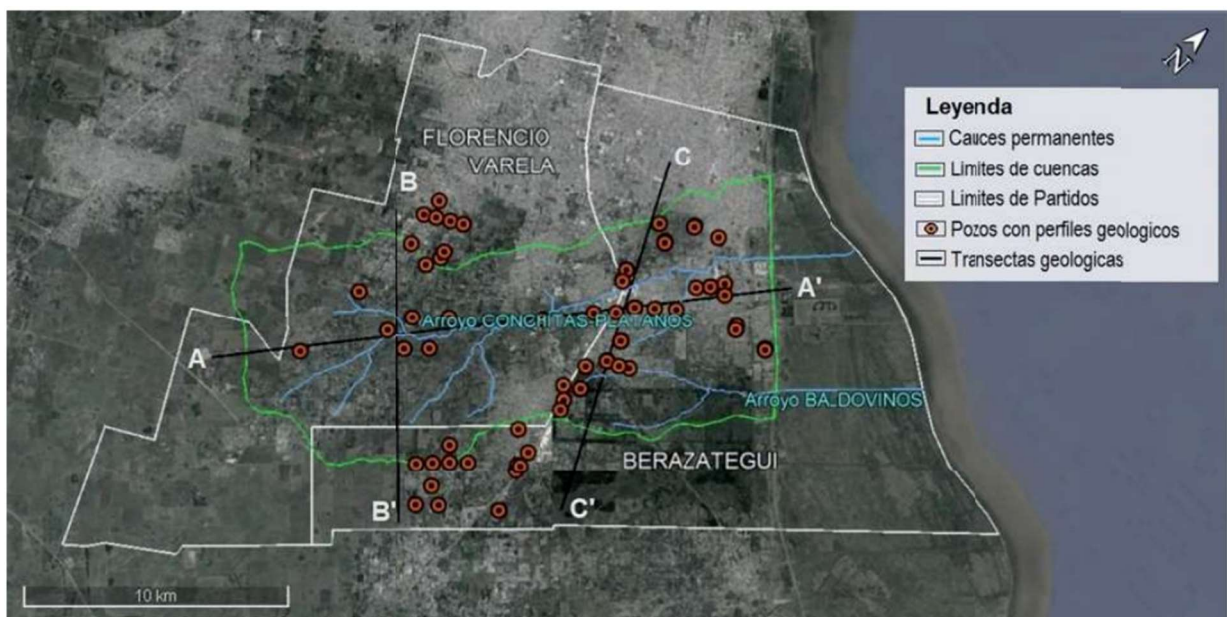 N
Leyenda
Cauces permanentes
Limites de cuencas
Limites de Partidos
Pozos con perfiles geologicos
Transectas geologicas
FLORENCIO
VARELA
B
C
A'
Arroyo CONCHITAS-PLATANOS
A
Arroyo BALDOVINOS
BERAZATEGUI
B'
C'
10 km